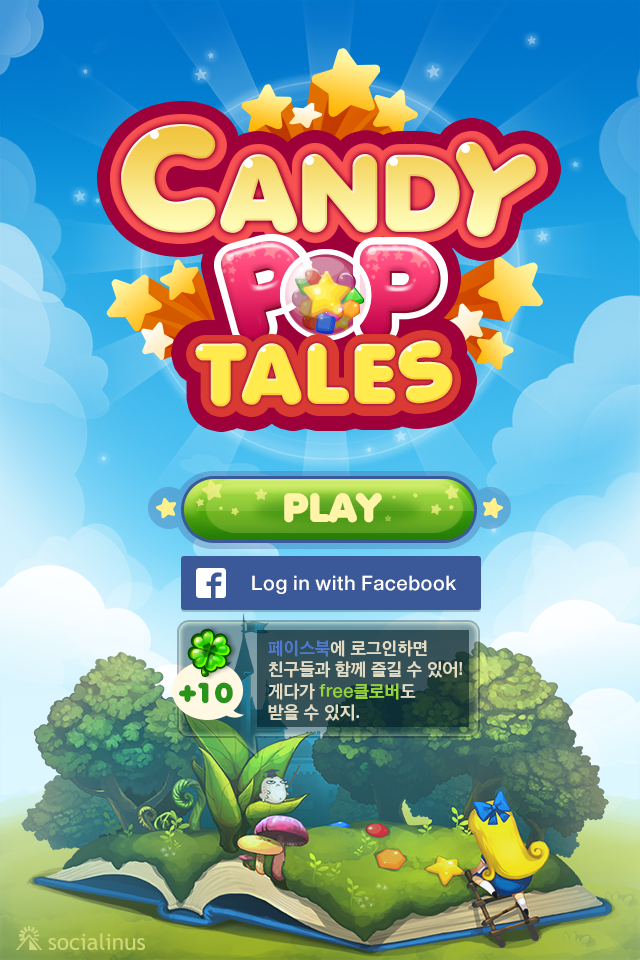 CANDY
POP
TALES
PLAY
Log in with Facebook
페이스북에 로그인하면
친구들과 함께 즐길 수 있어!
+10
게다가 free클로버도
받을 수 있지.
socialinus